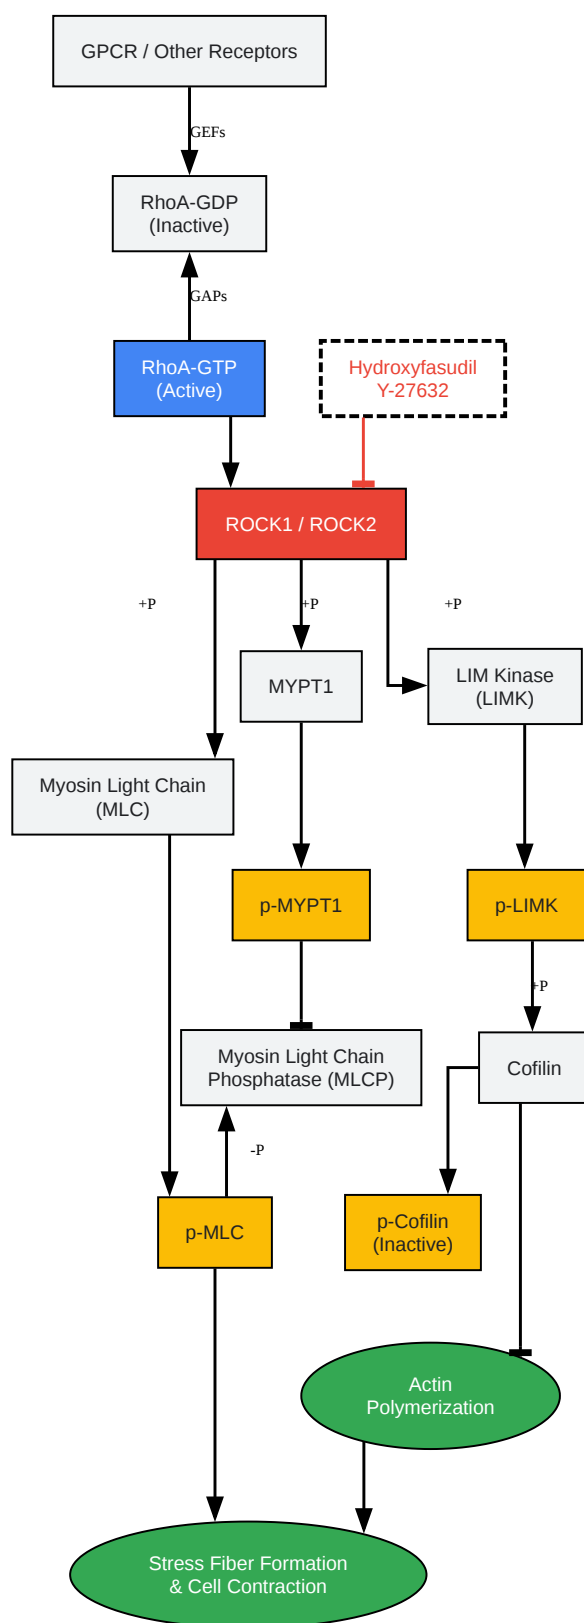 GPCR / Other Receptors
GEFs
RhoA-GDP
(Inactive)
GAPs
RhoA-GTP
(Active)
Hydroxyfasudil
Y-27632
ROCK1 / ROCK2
+P
+P
+P
MYPT1
LIM Kinase
(LIMK)
Myosin Light Chain
(MLC)
p-MYPT1
p-LIMK
+P
Myosin Light Chain
Phosphatase (MLCP)
Cofilin
-P
p-MLC
p-Cofilin
(Inactive)
Actin
Polymerization
Stress Fiber Formation
& Cell Contraction